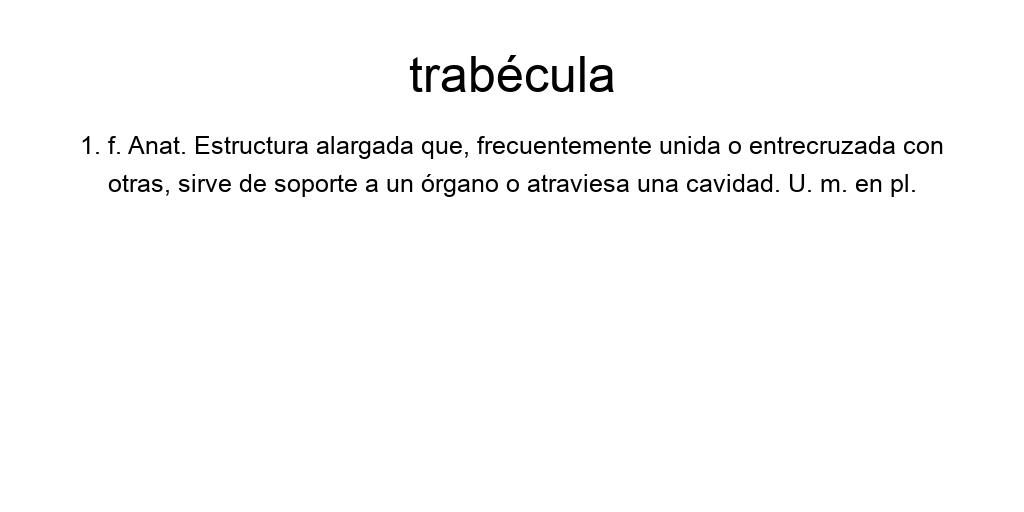 trabécula
1. f. Anat. Estructura alargada que, frecuentemente unida o entrecruzada con
otras, sirve de soporte a un órgano o atraviesa una cavidad. U. m. en pl.